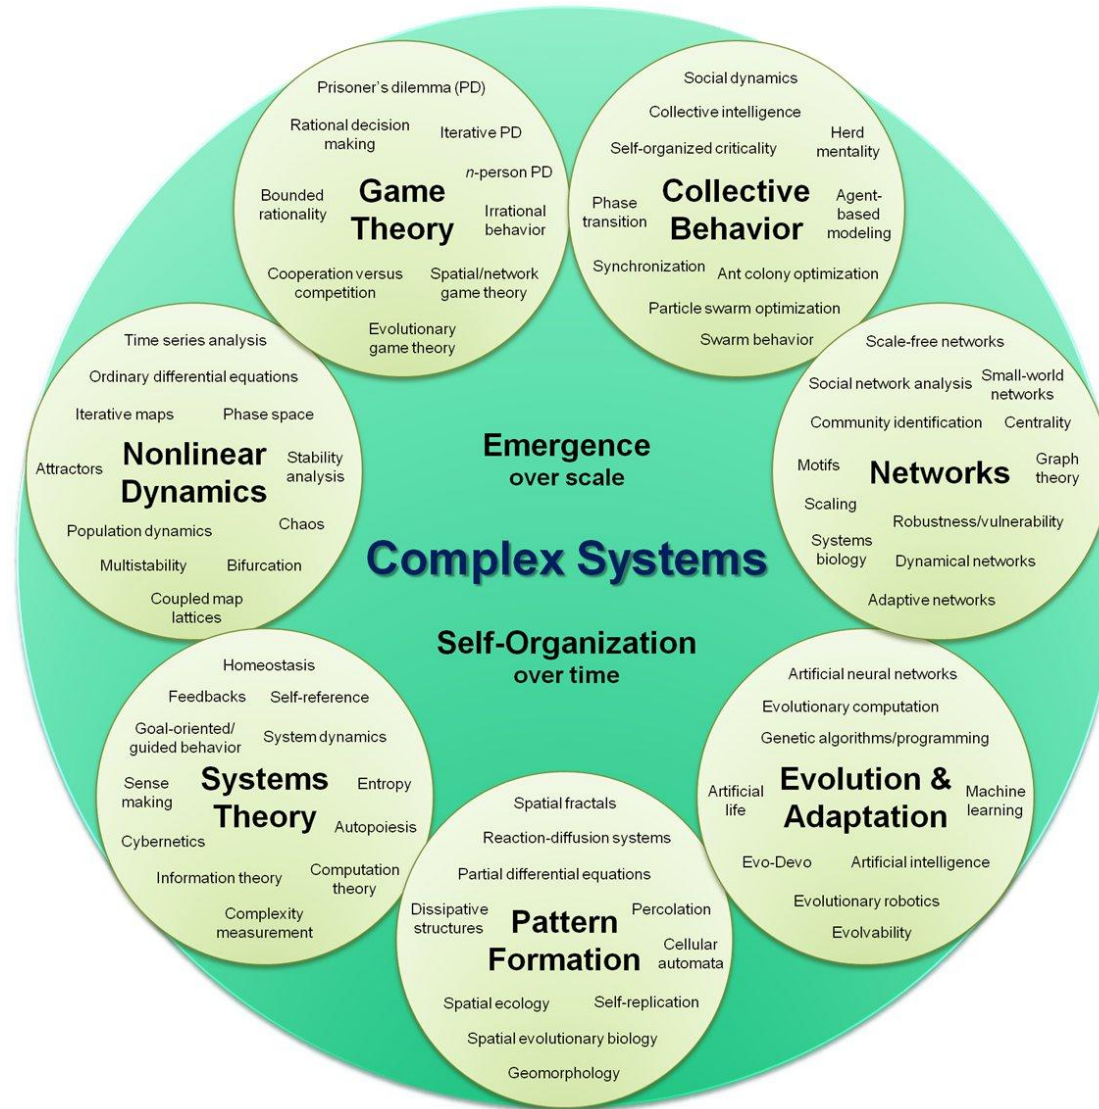 Prisoner's dilemma (PD)
Rational decision
making
Iterative PD
n-person PD
Bounded
rationality
Game
Theory
Irrational
behavior
Cooperation versus
competition
Spatial/network
game theory
Evolutionary
game theory
Social dynamics
Collective intelligence
Herd
mentality
Self-organized criticality
Phase
transition
Collective
Behavior
Agent-
based
modeling
Synchronization
Ant colony optimization
Particle swarm optimization
Swarm behavior
Time series analysis
Ordinary differential equations
Iterative maps
Phase space
Attractors
Nonlinear
Dynamics
Stability
analysis
Population dynamics
Chaos
Multistability
Bifurcation
Coupled map
lattices
Emergence
over scale
Complex Systems
Self-Organization
over time
Scale-free networks
Social network analysis
Small-world
networks
Community identification
Centrality
Motifs
Networks
Graph
theory
Scaling
Robustness/vulnerability
Systems
biology
Dynamical networks
Adaptive networks
Homeostasis
Feedbacks
Self-reference
Goal-oriented/
guided behavior
System dynamics
Sense
making
Systems
Theory
Entropy
Cybernetics
Autopoiesis
Information theory
Computation
theory
Complexity
measurement
Spatial fractals
Reaction-diffusion systems
Partial differential equations
Dissipative
structures
Pattern
Formation
Percolation
Cellular
automata
Spatial ecology
Self-replication
Spatial evolutionary biology
Geomorphology
Artificial neural networks
Evolutionary computation
Genetic algorithms/programming
Artificial
life
Evolution &
Adaptation
Machine
learning
Evo-Devo
Artificial intelligence
Evolutionary robotics
Evolvability